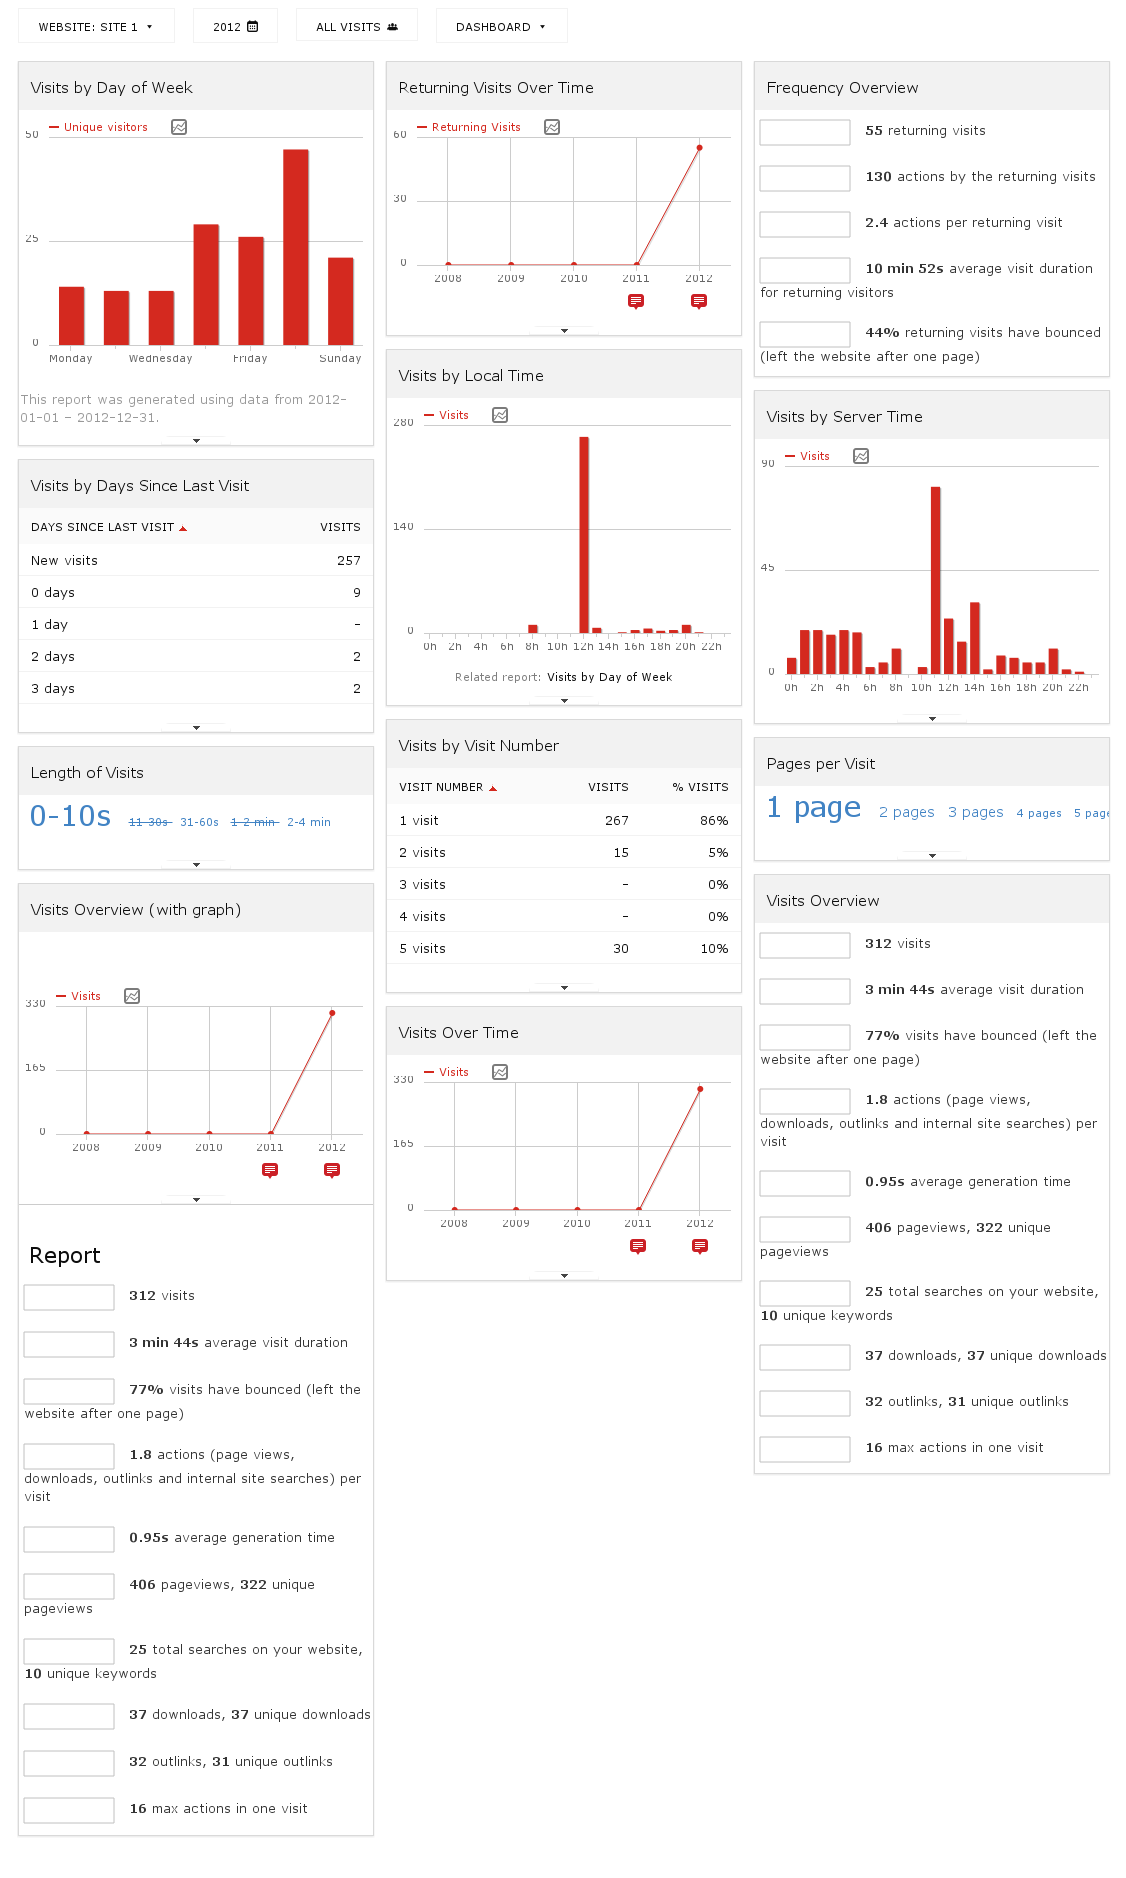 WEBSITE: SITE 1
2012
ALL VISITS
DASHBOARD
Visits by Day of Week
Unique visitors
50
25
0
Monday Wednesday Friday Sunday
This report was generated using data from 2012-
01-01 - 2012-12-31.
Visits by Days Since Last Visit
DAYS SINCE LAST VISIT VISITS
New visits 257
0 days 9
1 day -
2 days 2
3 days 2
Length of Visits
0-10s 11-30s 31-60s 1-2 min 2-4 min
Visits Overview (with graph)
Visits
330
165
0
2008 2009 2010 2011 2012
Report
312 visits
3 min 44s average visit duration
77% visits have bounced (left the
website after one page)
1.8 actions (page views,
downloads, outlinks and internal site searches) per
visit
0.95s average generation time
406 pageviews, 322 unique
pageviews
25 total searches on your website,
10 unique keywords
37 downloads, 37 unique downloads
32 outlinks, 31 unique outlinks
16 max actions in one visit
Returning Visits Over Time
Returning Visits
60
30
0
2008 2009 2010 2011 2012
Visits by Local Time
Visits
280
140
0
0h 2h 4h 6h 8h 10h 12h 14h 16h 18h 20h 22h
Related report: Visits by Day of Week
Visits by Visit Number
VISIT NUMBER VISITS % VISITS
1 visit 267 86%
2 visits 15 5%
3 visits - 0%
4 visits - 0%
5 visits 30 10%
Visits Over Time
Visits
330
165
0
2008 2009 2010 2011 2012
Frequency Overview
55 returning visits
130 actions by the returning visits
2.4 actions per returning visit
10 min 52s average visit duration
for returning visitors
44% returning visits have bounced
(left the website after one page)
Visits by Server Time
Visits
90
45
0
0h 2h 4h 6h 8h 10h 12h 14h 16h 18h 20h 22h
Pages per Visit
1 page 2 pages 3 pages 4 pages 5 page
Visits Overview
312 visits
3 min 44s average visit duration
77% visits have bounced (left the
website after one page)
1.8 actions (page views,
downloads, outlinks and internal site searches) per
visit
0.95s average generation time
406 pageviews, 322 unique
pageviews
25 total searches on your website,
10 unique keywords
37 downloads, 37 unique downloads
32 outlinks, 31 unique outlinks
16 max actions in one visit